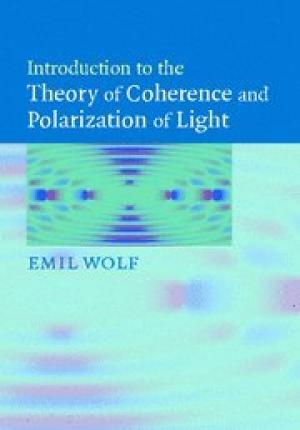 Introduction to the
Theory of Coherence and
Polarization of Light
EMIL WOLF